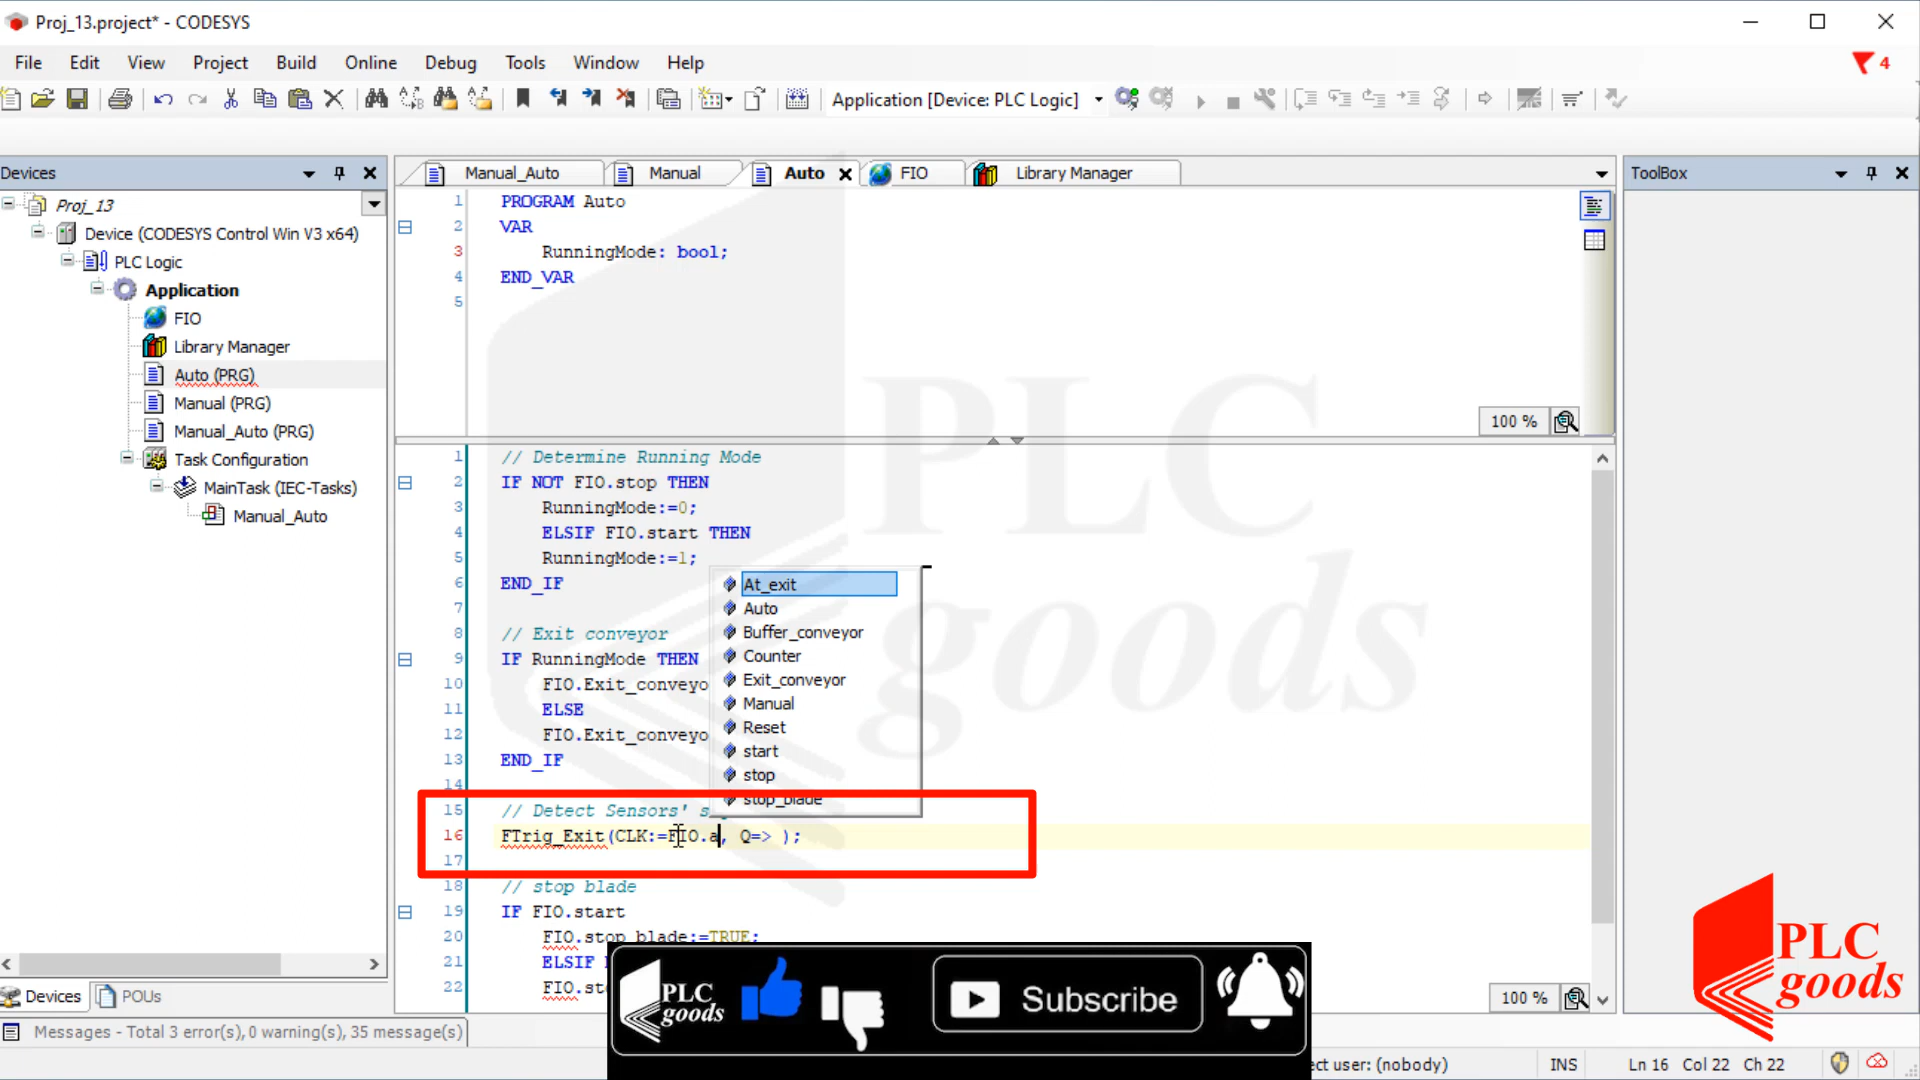 Proj_13.project* - CODESYS
File Edit View Project Build Online Debug Tools Window Help
4
Application [Device: PLC Logic]
Devices
Manual_Auto
Manual
Auto
FIO
Library Manager
ToolBox
Proj_13
Device (CODESYS Control Win V3 x64)
PLC Logic
Application
FIO
Library Manager
Auto (PRG)
Manual (PRG)
Manual_Auto (PRG)
Task Configuration
MainTask (IEC-Tasks)
Manual_Auto
1 PROGRAM Auto
2 VAR
3 RunningMode: bool;
4 END_VAR
5
100 %
1 // Determine Running Mode
2 IF NOT FIO.stop THEN
3 RunningMode:=0;
4 ELSIF FIO.start THEN
5 RunningMode:=1;
6 END_IF
7
8 // Exit conveyor
9 IF RunningMode THEN
10 FIO.Exit_conveyo
11 ELSE
12 FIO.Exit_conveyo
13 END_IF
14
At_exit
Auto
Buffer_conveyor
Counter
Exit_conveyor
Manual
Reset
start
stop
stop_blade
15 // Detect Sensors' s
16 FTrig_Exit(CLK:=FIO.a, Q=> );
17
18 // stop blade
19 IF FIO.start
20 FIO.stop_blade:=TRUE;
21 ELSIF
22 FIO.sto
100 %
PLC
goods
PLC
goods
Subscribe
PLC
goods
Devices
POUs
Messages - Total 3 error(s), 0 warning(s), 35 message(s)
ect user: (nobody)
INS
Ln 16 Col 22 Ch 22